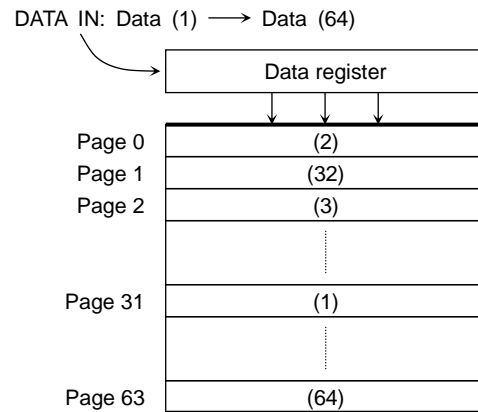 DATA IN: Data (1) → Data (64)
Data register
Page 0 (2)
Page 1 (32)
Page 2 (3)
Page 31 (1)
Page 63 (64)